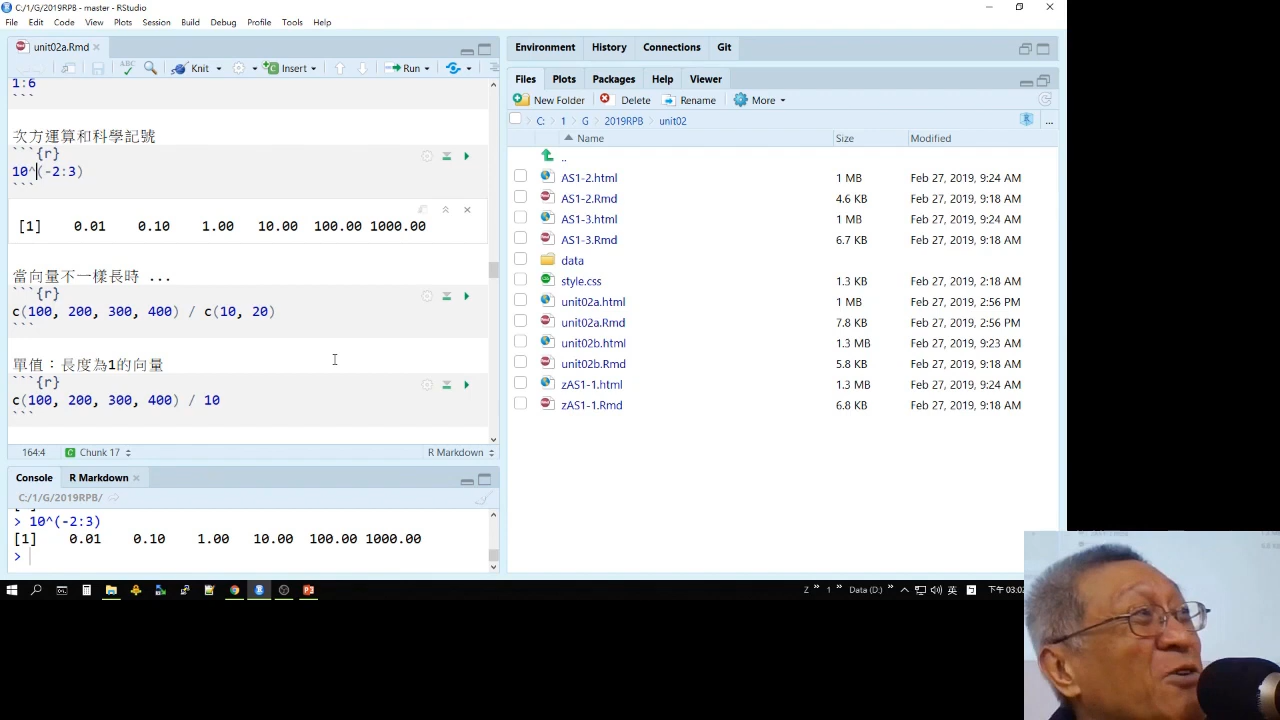 C:/1/G/2019RPB - master - RStudio
File Edit Code View Plots Session Build Debug Profile Tools Help
unit02a.Rmd
ABC Knit Insert Run
1:6
```
次方運算和科學記號
```{r}
10^(-2:3)
```
[1] 0.01 0.10 1.00 10.00 100.00 1000.00
當向量不一樣長時 ...
```{r}
c(100, 200, 300, 400) / c(10, 20)
```
單值：長度為1的向量
```{r}
c(100, 200, 300, 400) / 10
```
164:4 Chunk 17 R Markdown
Console R Markdown
C:/1/G/2019RPB/
> 10^(-2:3)
[1] 0.01 0.10 1.00 10.00 100.00 1000.00
>
Environment History Connections Git
Files Plots Packages Help Viewer
New Folder Delete Rename More
C: 1 G 2019RPB unit02 ...
Name Size Modified
..
AS1-2.html 1 MB Feb 27, 2019, 9:24 AM
AS1-2.Rmd 4.6 KB Feb 27, 2019, 9:18 AM
AS1-3.html 1 MB Feb 27, 2019, 9:24 AM
AS1-3.Rmd 6.7 KB Feb 27, 2019, 9:18 AM
data
style.css 1.3 KB Feb 27, 2019, 2:18 AM
unit02a.html 1 MB Feb 27, 2019, 2:56 PM
unit02a.Rmd 7.8 KB Feb 27, 2019, 2:56 PM
unit02b.html 1.3 MB Feb 27, 2019, 9:23 AM
unit02b.Rmd 5.8 KB Feb 27, 2019, 9:18 AM
zAS1-1.html 1.3 MB Feb 27, 2019, 9:24 AM
zAS1-1.Rmd 6.8 KB Feb 27, 2019, 9:18 AM
Z 1 Data (D:) 英 下午 03:02